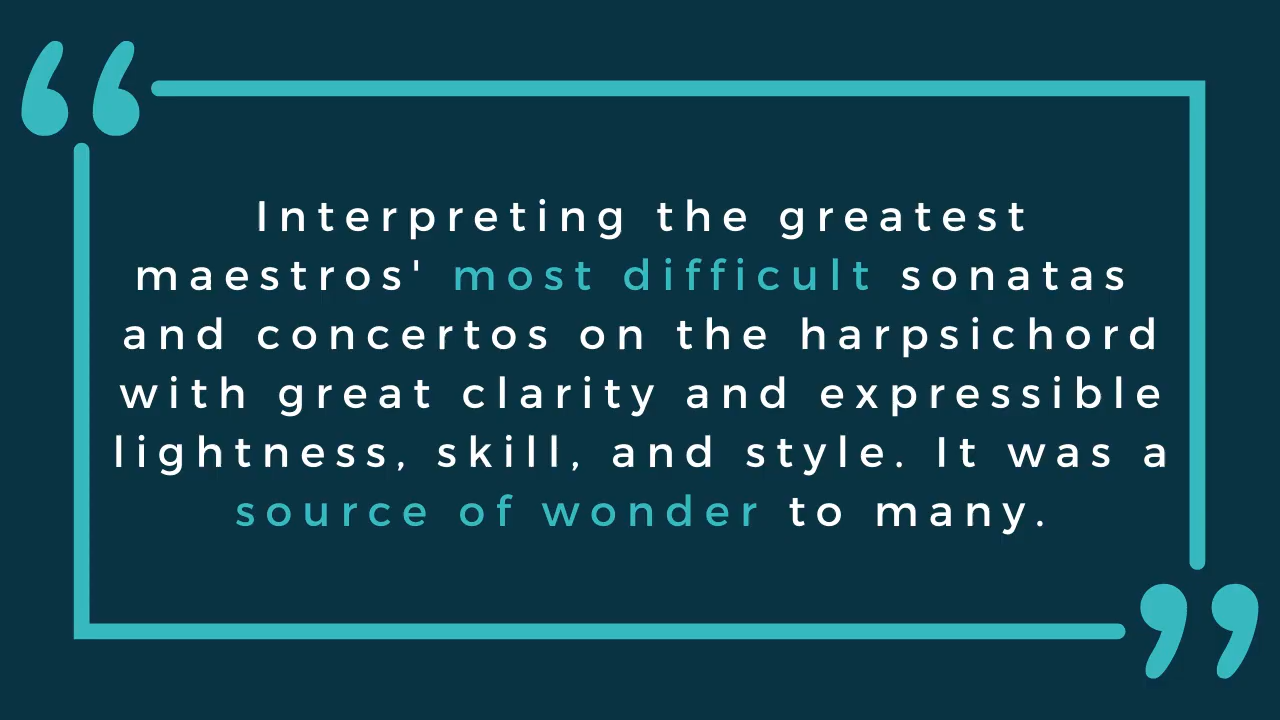 Interpreting the greatest
maestros' most difficult sonatas
and concertos on the harpsichord
with great clarity and expressible
lightness, skill, and style. It was a
source of wonder to many.